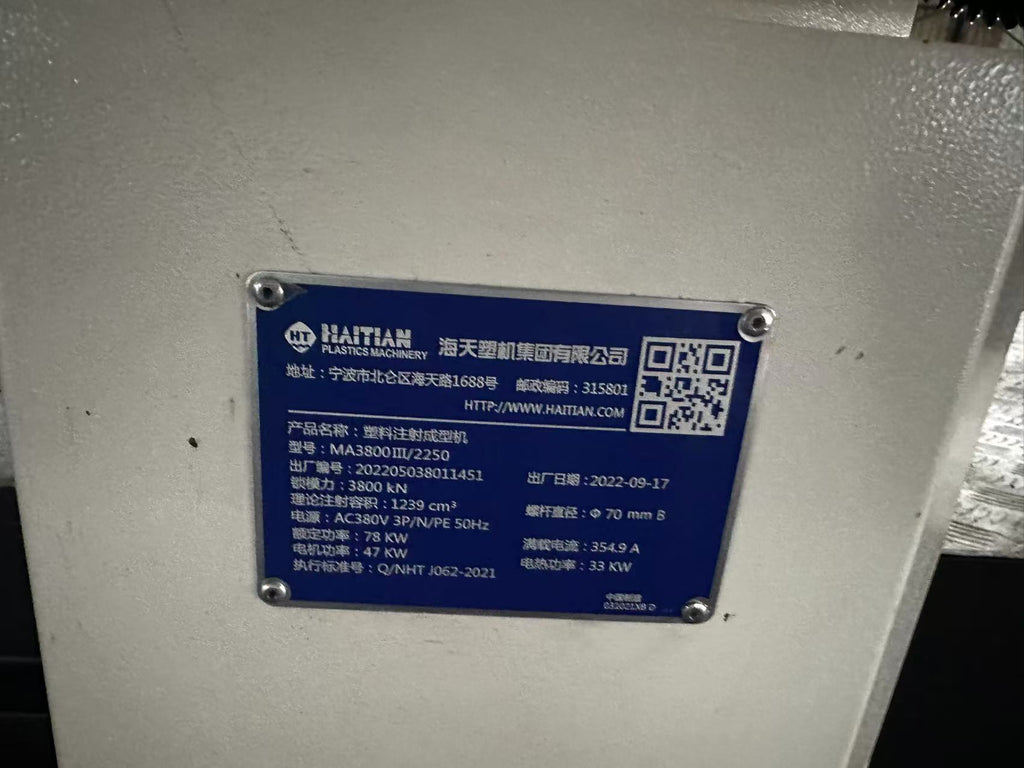 HT HAITIAN PLASTICS MACHINERY 海天塑机集团有限公司
地址：宁波市北仑区海天路1688号 邮政编码：315801
HTTP://WWW.HAITIAN.COM
产品名称：塑料注射成型机
型号：MA3800III/2250
出厂编号：202205038011451 出厂日期：2022-09-17
锁模力：3800 kN
理论注射容积：1239 cm³ 螺杆直径：Φ 70 mm B
电源：AC380V 3P/N/PE 50Hz
额定功率：78 KW 满载电流：354.9 A
电机功率：47 KW 电热功率：33 KW
执行标准号：Q/NHT J062-2021
中国制造
031021XB D